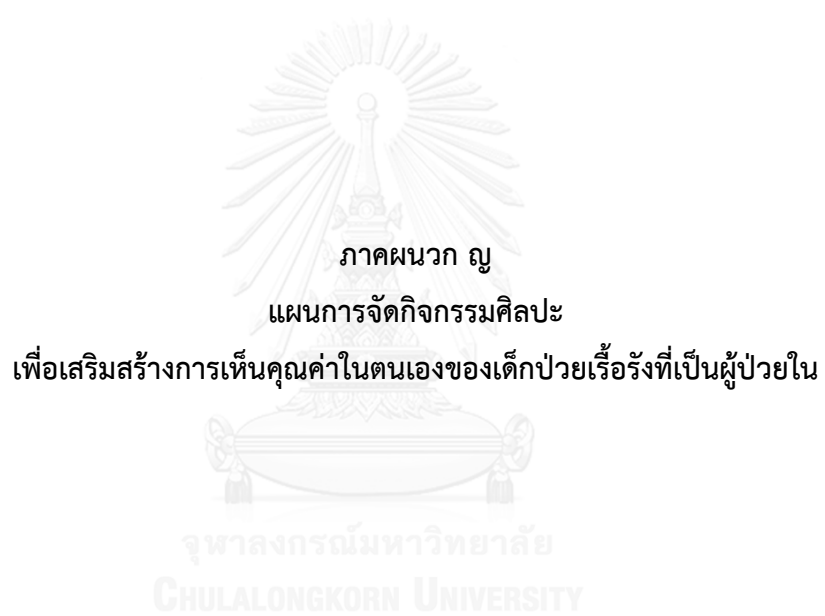 ภาคผนวก ญ
แผนการจัดกิจกรรมศิลปะ
เพื่อเสริมสร้างการเห็นคุณค่าในตนเองของเด็กป่วยเรื้อรังที่เป็นผู้ป่วยใน
จุฬาลงกรณ์มหาวิทยาลัย
CHULALONGKORN UNIVERSITY